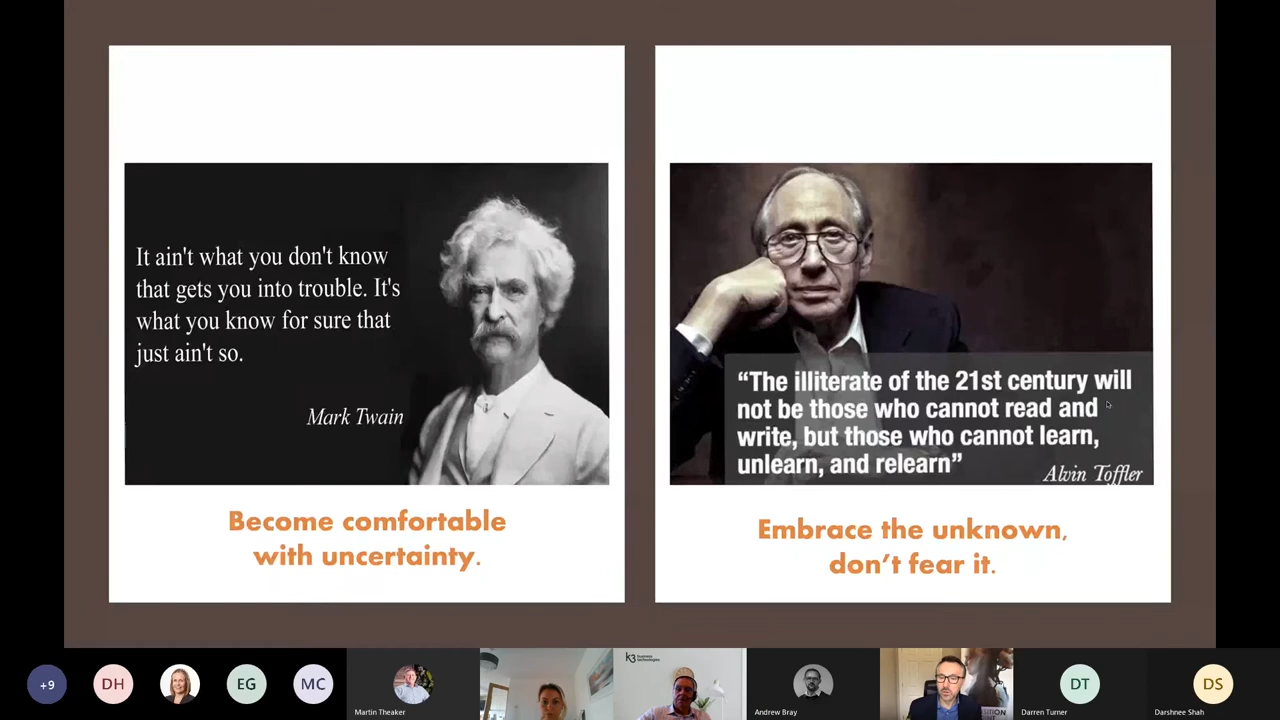 It ain't what you don't know
that gets you into trouble. It's
what you know for sure that
just ain't so.
Mark Twain
Become comfortable
with uncertainty.
“The illiterate of the 21st century will
not be those who cannot read and
write, but those who cannot learn,
unlearn, and relearn”
Alvin Toffler
Embrace the unknown,
don’t fear it.
+9
DH
EG
MC
Martin Theaker
k3 business
technologies
Andrew Bray
DT
Darren Turner
DS
Darshnee Shah